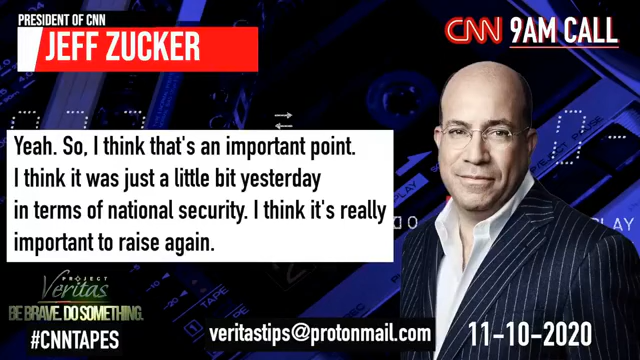 PRESIDENT OF CNN
JEFF ZUCKER
CNN 9AM CALL
Yeah. So, I think that's an important point.
I think it was just a little bit yesterday
in terms of national security. I think it's really
important to raise again.
PROJECT
Veritas
BE BRAVE. DO SOMETHING.
#CNNTAPES
veritastips@protonmail.com
11-10-2020